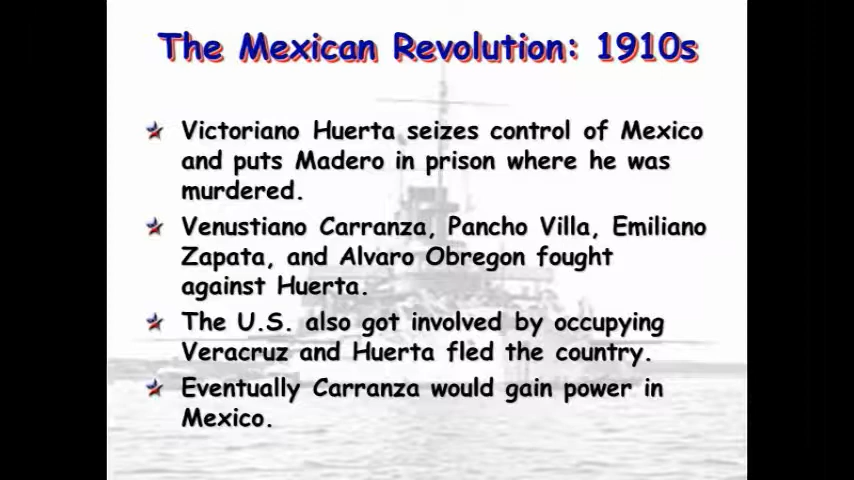 The Mexican Revolution: 1910s
Victoriano Huerta seizes control of Mexico
and puts Madero in prison where he was
murdered.
Venustiano Carranza, Pancho Villa, Emiliano
Zapata, and Alvaro Obregon fought
against Huerta.
The U.S. also got involved by occupying
Veracruz and Huerta fled the country.
Eventually Carranza would gain power in
Mexico.